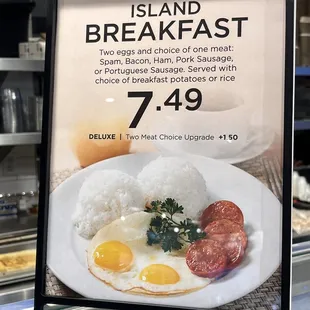 ISLAND
BREAKFAST
Two eggs and choice of one meat:
Spam, Bacon, Ham, Pork Sausage,
or Portuguese Sausage. Served with
choice of breakfast potatoes or rice
7.49
DELUXE | Two Meat Choice Upgrade +1 50